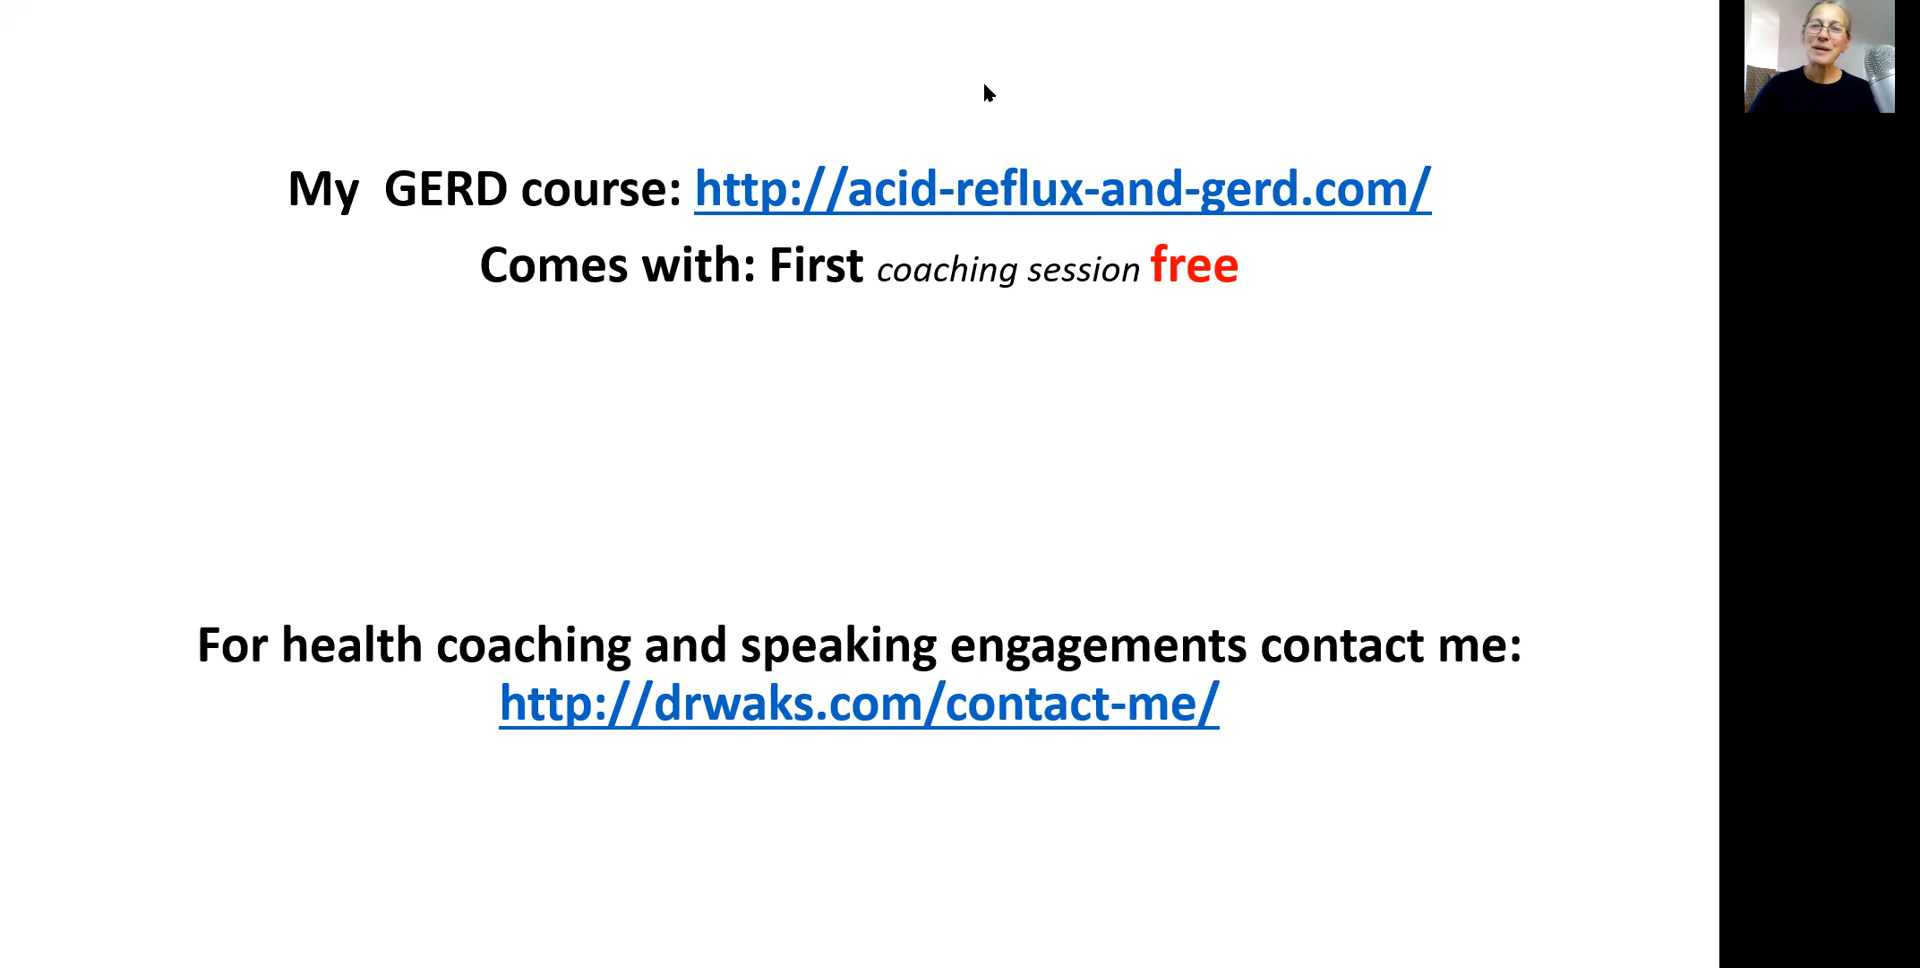 My  GERD course: http://acid-reflux-and-gerd.com/
Comes with: First coaching session free
For health coaching and speaking engagements contact me:
http://drwaks.com/contact-me/